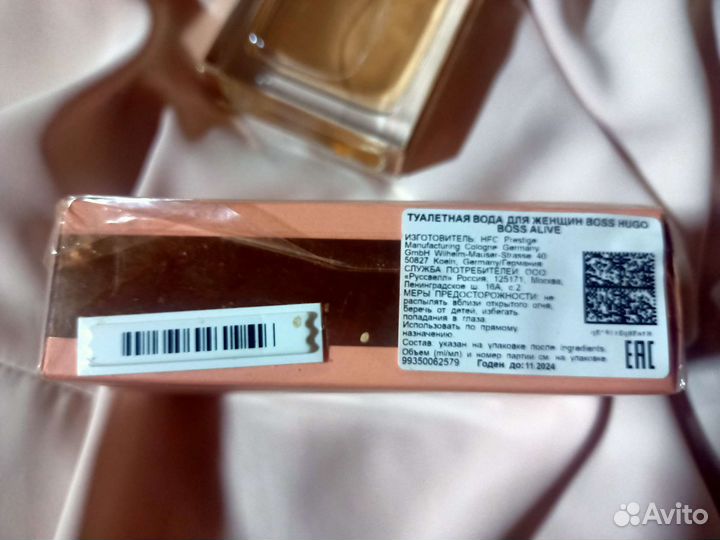 ТУАЛЕТНАЯ ВОДА ДЛЯ ЖЕНЩИН BOSS HUGO
BOSS ALIVE
ИЗГОТОВИТЕЛЬ: HFC Prestige
Manufacturing Cologne Germany
GmbH Wilhelm-Mauser-Strasse 40
50827 Koeln, Germany/Германия
СЛУЖБА ПОТРЕБИТЕЛЕЙ: ООО
«Руссвелл» Россия, 125171, Москва,
Ленинградское ш. 16А, с.2
МЕРЫ ПРЕДОСТОРОЖНОСТИ: не
распылять вблизи открытого огня,
беречь от детей, избегать
попадания в глаза.
Использовать по прямому
назначению.
Состав указан на упаковке после ingredients.
Объем (ml/мл) и номер партии см. на упаковке
99350062579 Годен до:11.2024
EAC
Avito